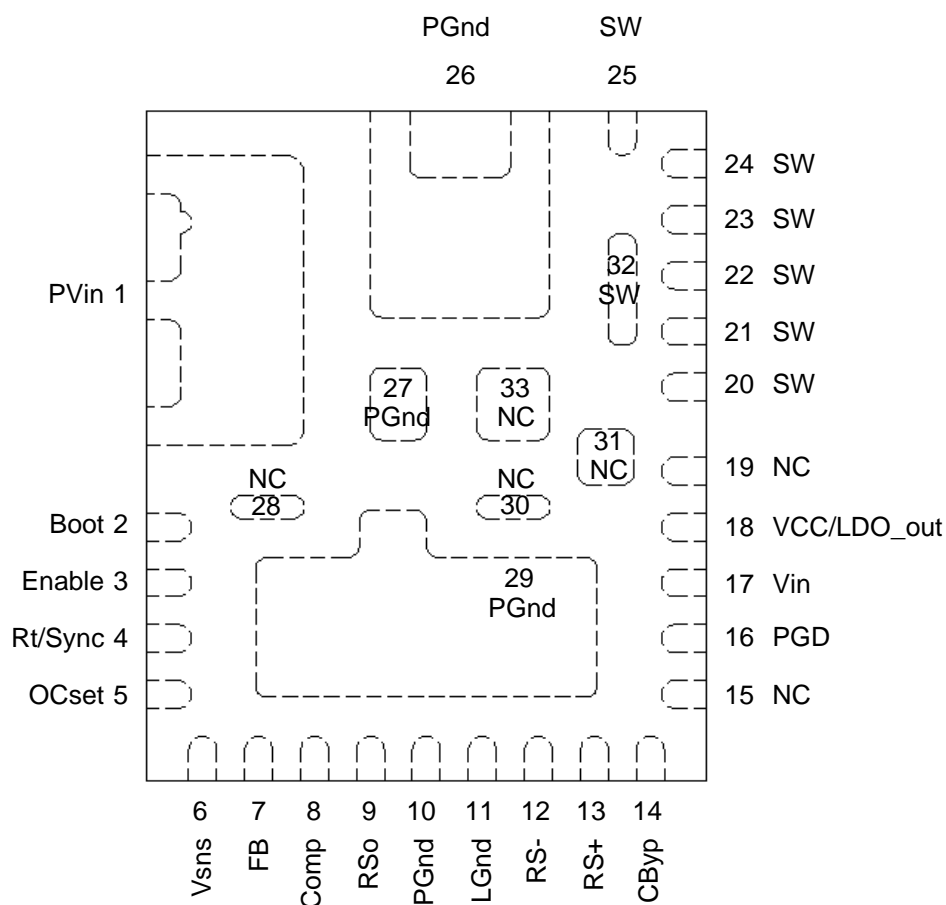 PGnd SW
26 25
24 SW
23 SW
32
SW
22 SW
PVin 1
21 SW
27
PGnd
33
NC
20 SW
31
NC
19 NC
NC
28
NC
30
Boot 2
18 VCC/LDO_out
Enable 3
29
PGnd
17 Vin
Rt/Sync 4
16 PGD
OCset 5
15 NC
6 7 8 9 10 11 12 13 14
Vsns
FB
Comp
RSo
PGnd
LGnd
RS-
RS+
CByp